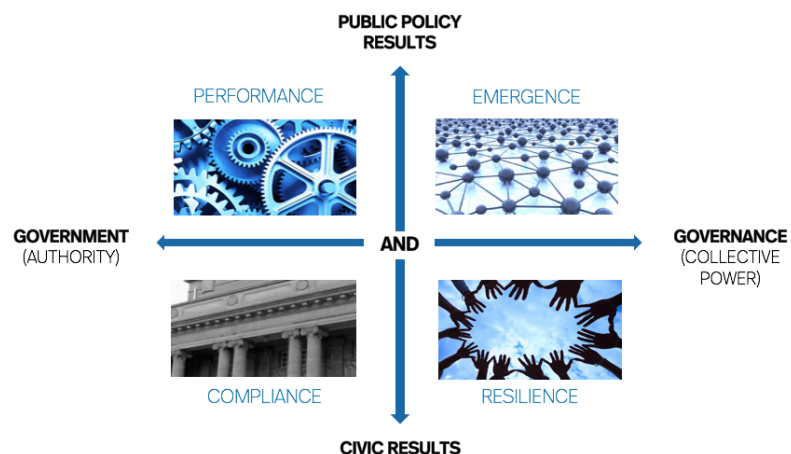 PUBLIC POLICY
RESULTS
PERFORMANCE
EMERGENCE
GOVERNMENT
(AUTHORITY)
AND
GOVERNANCE
(COLLECTIVE
POWER)
COMPLIANCE
RESILIENCE
CIVIC RESULTS